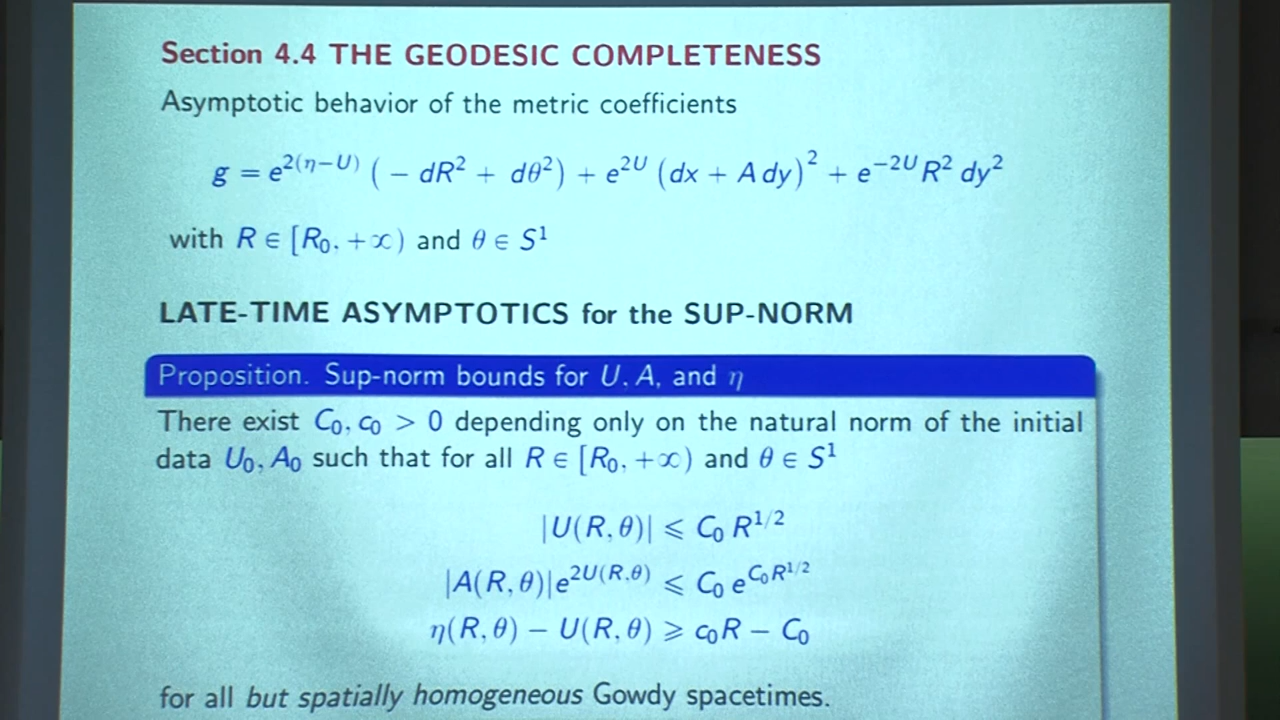 Section 4.4 THE GEODESIC COMPLETENESS
Asymptotic behavior of the metric coefficients
g = e^{2(η−U)} ( − dR² + dθ²) + e^{2U} (dx + A dy)² + e^{−2U} R² dy²
with R ∈ [R₀, +∞) and θ ∈ S¹
LATE-TIME ASYMPTOTICS for the SUP-NORM
Proposition. Sup-norm bounds for U, A, and η
There exist C₀, c₀ > 0 depending only on the natural norm of the initial
data U₀, A₀ such that for all R ∈ [R₀, +∞) and θ ∈ S¹
|U(R, θ)| ⩽ C₀ R^{1/2}
|A(R, θ)|e^{2U(R,θ)} ⩽ C₀ e^{C₀R^{1/2}}
η(R, θ) − U(R, θ) ⩾ c₀R − C₀
for all but spatially homogeneous Gowdy spacetimes.